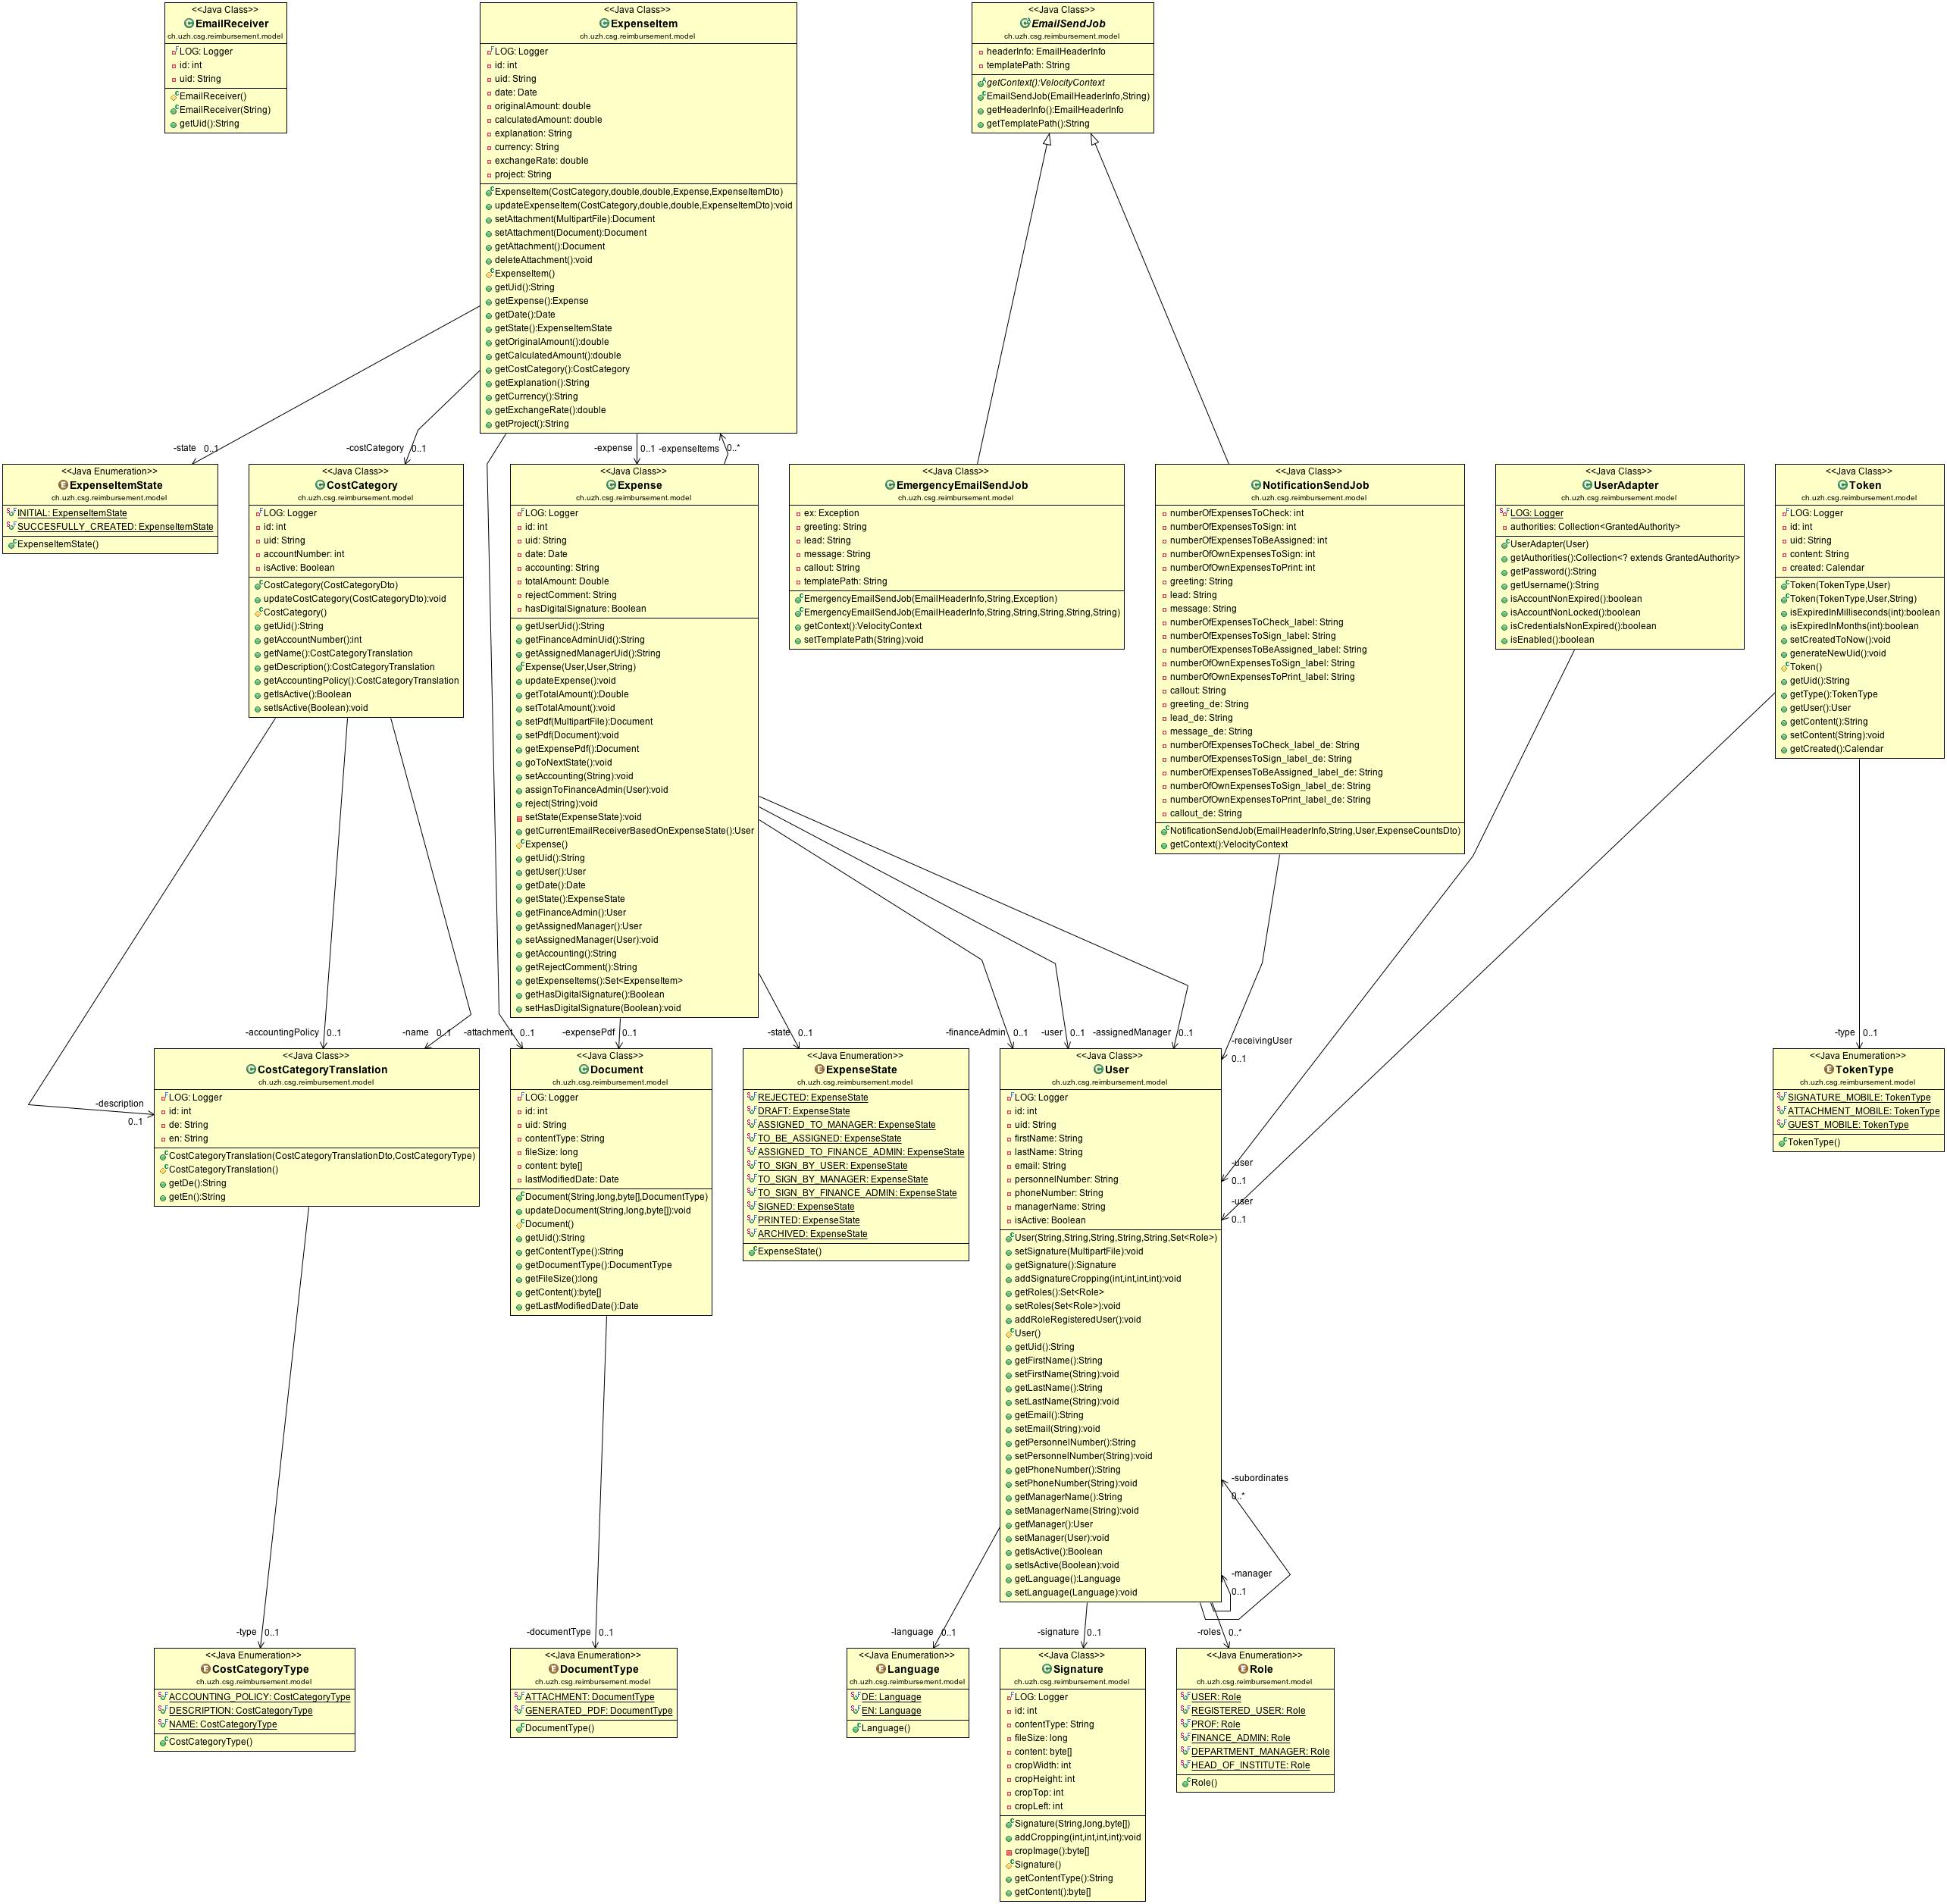 <<Java Class>>
EmailReceiver
ch.uzh.csg.reimbursement.model
LOG: Logger
id: int
uid: String
EmailReceiver()
EmailReceiver(String)
getUid():String
<<Java Class>>
ExpenseItem
ch.uzh.csg.reimbursement.model
LOG: Logger
id: int
uid: String
date: Date
originalAmount: double
calculatedAmount: double
explanation: String
currency: String
exchangeRate: double
project: String
ExpenseItem(CostCategory,double,double,Expense,ExpenseItemDto)
updateExpenseItem(CostCategory,double,double,ExpenseItemDto):void
setAttachment(MultipartFile):Document
setAttachment(Document):Document
getAttachment():Document
deleteAttachment():void
ExpenseItem()
getUid():String
getExpense():Expense
getDate():Date
getState():ExpenseItemState
getOriginalAmount():double
getCalculatedAmount():double
getCostCategory():CostCategory
getExplanation():String
getCurrency():String
getExchangeRate():double
getProject():String
<<Java Class>>
EmailSendJob
ch.uzh.csg.reimbursement.model
headerInfo: EmailHeaderInfo
templatePath: String
getContext():VelocityContext
EmailSendJob(EmailHeaderInfo,String)
getHeaderInfo():EmailHeaderInfo
getTemplatePath():String
-state 0..1
-costCategory 0..1
-expense 0..1
-expenseItems 0..*
<<Java Enumeration>>
ExpenseItemState
ch.uzh.csg.reimbursement.model
INITIAL: ExpenseItemState
SUCCESFULLY_CREATED: ExpenseItemState
ExpenseItemState()
<<Java Class>>
CostCategory
ch.uzh.csg.reimbursement.model
LOG: Logger
id: int
uid: String
accountNumber: int
isActive: Boolean
CostCategory(CostCategoryDto)
updateCostCategory(CostCategoryDto):void
CostCategory()
getUid():String
getAccountNumber():int
getName():CostCategoryTranslation
getDescription():CostCategoryTranslation
getAccountingPolicy():CostCategoryTranslation
getIsActive():Boolean
setIsActive(Boolean):void
<<Java Class>>
Expense
ch.uzh.csg.reimbursement.model
LOG: Logger
id: int
uid: String
date: Date
accounting: String
totalAmount: Double
rejectComment: String
hasDigitalSignature: Boolean
getUserUid():String
getFinanceAdminUid():String
getAssignedManagerUid():String
Expense(User,User,String)
updateExpense():void
getTotalAmount():Double
setTotalAmount():void
setPdf(MultipartFile):Document
setPdf(Document):void
getExpensePdf():Document
goToNextState():void
setAccounting(String):void
assignToFinanceAdmin(User):void
reject(String):void
setState(ExpenseState):void
getCurrentEmailReceiverBasedOnExpenseState():User
Expense()
getUid():String
getUser():User
getDate():Date
getState():ExpenseState
getFinanceAdmin():User
getAssignedManager():User
setAssignedManager(User):void
getAccounting():String
getRejectComment():String
getExpenseItems():Set<ExpenseItem>
getHasDigitalSignature():Boolean
setHasDigitalSignature(Boolean):void
<<Java Class>>
EmergencyEmailSendJob
ch.uzh.csg.reimbursement.model
ex: Exception
greeting: String
lead: String
message: String
callout: String
templatePath: String
EmergencyEmailSendJob(EmailHeaderInfo,String,Exception)
EmergencyEmailSendJob(EmailHeaderInfo,String,String,String,String,String)
getContext():VelocityContext
setTemplatePath(String):void
<<Java Class>>
NotificationSendJob
ch.uzh.csg.reimbursement.model
numberOfExpensesToCheck: int
numberOfExpensesToSign: int
numberOfExpensesToBeAssigned: int
numberOfOwnExpensesToSign: int
numberOfOwnExpensesToPrint: int
greeting: String
lead: String
message: String
numberOfExpensesToCheck_label: String
numberOfExpensesToSign_label: String
numberOfExpensesToBeAssigned_label: String
numberOfOwnExpensesToSign_label: String
numberOfOwnExpensesToPrint_label: String
callout: String
greeting_de: String
lead_de: String
message_de: String
numberOfExpensesToCheck_label_de: String
numberOfExpensesToSign_label_de: String
numberOfExpensesToBeAssigned_label_de: String
numberOfOwnExpensesToSign_label_de: String
numberOfOwnExpensesToPrint_label_de: String
callout_de: String
NotificationSendJob(EmailHeaderInfo,String,User,ExpenseCountsDto)
getContext():VelocityContext
<<Java Class>>
UserAdapter
ch.uzh.csg.reimbursement.model
LOG: Logger
authorities: Collection<GrantedAuthority>
UserAdapter(User)
getAuthorities():Collection<? extends GrantedAuthority>
getPassword():String
getUsername():String
isAccountNonExpired():boolean
isAccountNonLocked():boolean
isCredentialsNonExpired():boolean
isEnabled():boolean
<<Java Class>>
Token
ch.uzh.csg.reimbursement.model
LOG: Logger
id: int
uid: String
content: String
created: Calendar
Token(TokenType,User)
Token(TokenType,User,String)
isExpiredInMilliseconds(int):boolean
isExpiredInMonths(int):boolean
setCreatedToNow():void
generateNewUid():void
Token()
getUid():String
getType():TokenType
getUser():User
getContent():String
setContent(String):void
getCreated():Calendar
-accountingPolicy 0..1
-name 0..1
-attachment 0..1
-expensePdf 0..1
-state 0..1
-financeAdmin 0..1
-user 0..1
-assignedManager 0..1
-receivingUser
0..1
-type 0..1
-description
0..1
<<Java Class>>
CostCategoryTranslation
ch.uzh.csg.reimbursement.model
LOG: Logger
id: int
de: String
en: String
CostCategoryTranslation(CostCategoryTranslationDto,CostCategoryType)
CostCategoryTranslation()
getDe():String
getEn():String
<<Java Class>>
Document
ch.uzh.csg.reimbursement.model
LOG: Logger
id: int
uid: String
contentType: String
fileSize: long
content: byte[]
lastModifiedDate: Date
Document(String,long,byte[],DocumentType)
updateDocument(String,long,byte[]):void
Document()
getUid():String
getContentType():String
getDocumentType():DocumentType
getFileSize():long
getContent():byte[]
getLastModifiedDate():Date
<<Java Enumeration>>
ExpenseState
ch.uzh.csg.reimbursement.model
REJECTED: ExpenseState
DRAFT: ExpenseState
ASSIGNED_TO_MANAGER: ExpenseState
TO_BE_ASSIGNED: ExpenseState
ASSIGNED_TO_FINANCE_ADMIN: ExpenseState
TO_SIGN_BY_USER: ExpenseState
TO_SIGN_BY_MANAGER: ExpenseState
TO_SIGN_BY_FINANCE_ADMIN: ExpenseState
SIGNED: ExpenseState
PRINTED: ExpenseState
ARCHIVED: ExpenseState
ExpenseState()
<<Java Class>>
User
ch.uzh.csg.reimbursement.model
LOG: Logger
id: int
uid: String
firstName: String
lastName: String
email: String
personnelNumber: String
phoneNumber: String
managerName: String
isActive: Boolean
User(String,String,String,String,String,Set<Role>)
setSignature(MultipartFile):void
getSignature():Signature
addSignatureCropping(int,int,int,int):void
getRoles():Set<Role>
setRoles(Set<Role>):void
addRoleRegisteredUser():void
User()
getUid():String
getFirstName():String
setFirstName(String):void
getLastName():String
setLastName(String):void
getEmail():String
setEmail(String):void
getPersonnelNumber():String
setPersonnelNumber(String):void
getPhoneNumber():String
setPhoneNumber(String):void
getManagerName():String
setManagerName(String):void
getManager():User
setManager(User):void
getIsActive():Boolean
setIsActive(Boolean):void
getLanguage():Language
setLanguage(Language):void
-user
0..1
-user
0..1
-subordinates
0..*
-manager
0..1
<<Java Enumeration>>
TokenType
ch.uzh.csg.reimbursement.model
SIGNATURE_MOBILE: TokenType
ATTACHMENT_MOBILE: TokenType
GUEST_MOBILE: TokenType
TokenType()
-type 0..1
-documentType 0..1
-language 0..1
-signature 0..1
-roles 0..*
<<Java Enumeration>>
CostCategoryType
ch.uzh.csg.reimbursement.model
ACCOUNTING_POLICY: CostCategoryType
DESCRIPTION: CostCategoryType
NAME: CostCategoryType
CostCategoryType()
<<Java Enumeration>>
DocumentType
ch.uzh.csg.reimbursement.model
ATTACHMENT: DocumentType
GENERATED_PDF: DocumentType
DocumentType()
<<Java Enumeration>>
Language
ch.uzh.csg.reimbursement.model
DE: Language
EN: Language
Language()
<<Java Class>>
Signature
ch.uzh.csg.reimbursement.model
LOG: Logger
id: int
contentType: String
fileSize: long
content: byte[]
cropWidth: int
cropHeight: int
cropTop: int
cropLeft: int
Signature(String,long,byte[])
addCropping(int,int,int,int):void
cropImage():byte[]
Signature()
getContentType():String
getContent():byte[]
<<Java Enumeration>>
Role
ch.uzh.csg.reimbursement.model
USER: Role
REGISTERED_USER: Role
PROF: Role
FINANCE_ADMIN: Role
DEPARTMENT_MANAGER: Role
HEAD_OF_INSTITUTE: Role
Role()